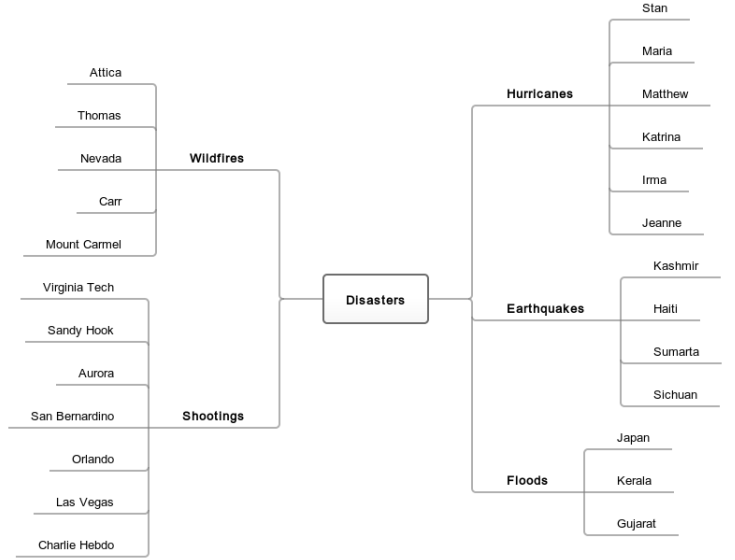 Disasters
Wildfires
Attica
Thomas
Nevada
Carr
Mount Carmel
Shootings
Virginia Tech
Sandy Hook
Aurora
San Bernardino
Orlando
Las Vegas
Charlie Hebdo
Hurricanes
Stan
Maria
Matthew
Katrina
Irma
Jeanne
Earthquakes
Kashmir
Haiti
Sumarta
Sichuan
Floods
Japan
Kerala
Gujarat